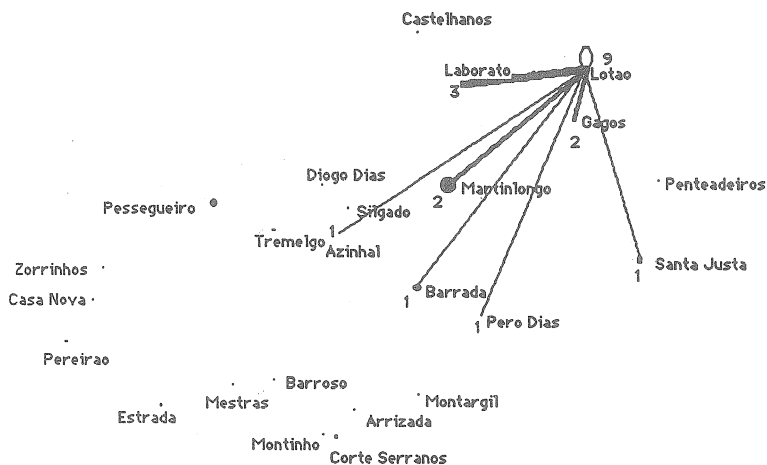 Castelhanos
9
Laborato
Lotao
3
Gagos
2
Diogo Dias
Martinlongo
Penteadeiros
2
Pessegueiro
Silgado
1
Tremelgo
Azinhal
Santa Justa
Zorrinhos
1
Barrada
Casa Nova
1
1
Pero Dias
Pereirao
Barroso
Mestras
Montargil
Estrada
Arrizada
Montinho
Corte Serranos